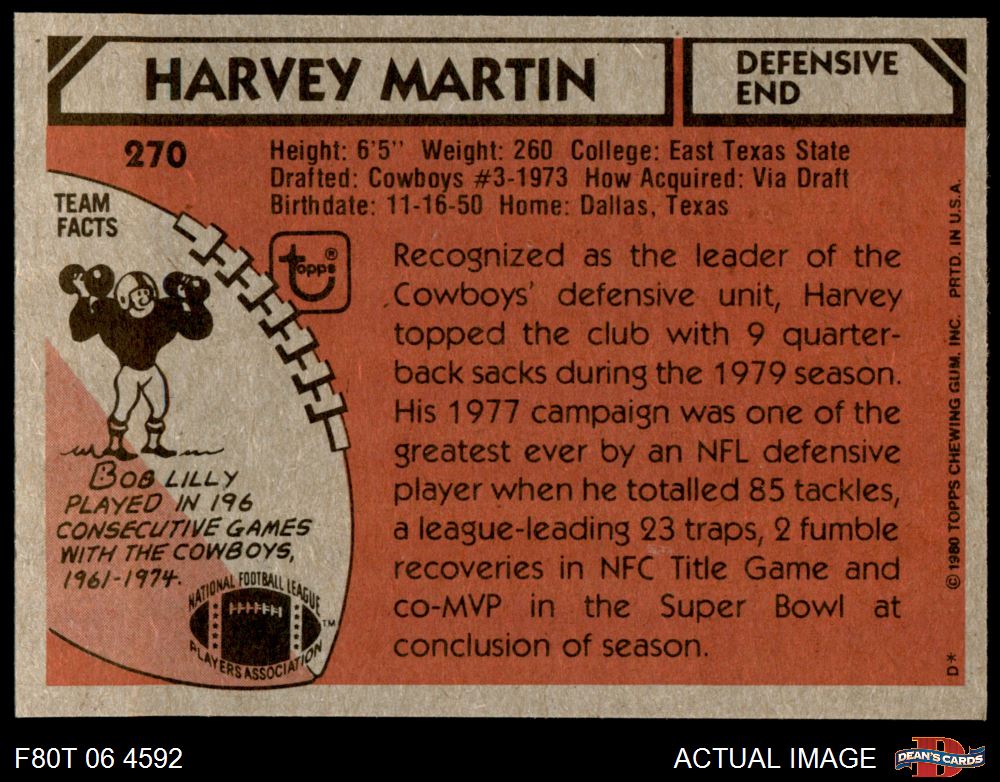 HARVEY MARTIN
DEFENSIVE
END
270
Height: 6'5" Weight: 260 College: East Texas State
Drafted: Cowboys #3-1973 How Acquired: Via Draft
Birthdate: 11-16-50 Home: Dallas, Texas
TEAM
FACTS
topps®
Recognized as the leader of the
Cowboys' defensive unit, Harvey
topped the club with 9 quarter-
back sacks during the 1979 season.
His 1977 campaign was one of the
greatest ever by an NFL defensive
player when he totalled 85 tackles,
a league-leading 23 traps, 2 fumble
recoveries in NFC Title Game and
co-MVP in the Super Bowl at
conclusion of season.
BOB LILLY
PLAYED IN 196
CONSECUTIVE GAMES
WITH THE COWBOYS,
1961-1974.
NATIONAL FOOTBALL LEAGUE
PLAYERS ASSOCIATION
TM
© 1980 TOPPS CHEWING GUM, INC. PRTD. IN U.S.A.
D*
F80T 06 4592
ACTUAL IMAGE
D
DEAN'S CARDS